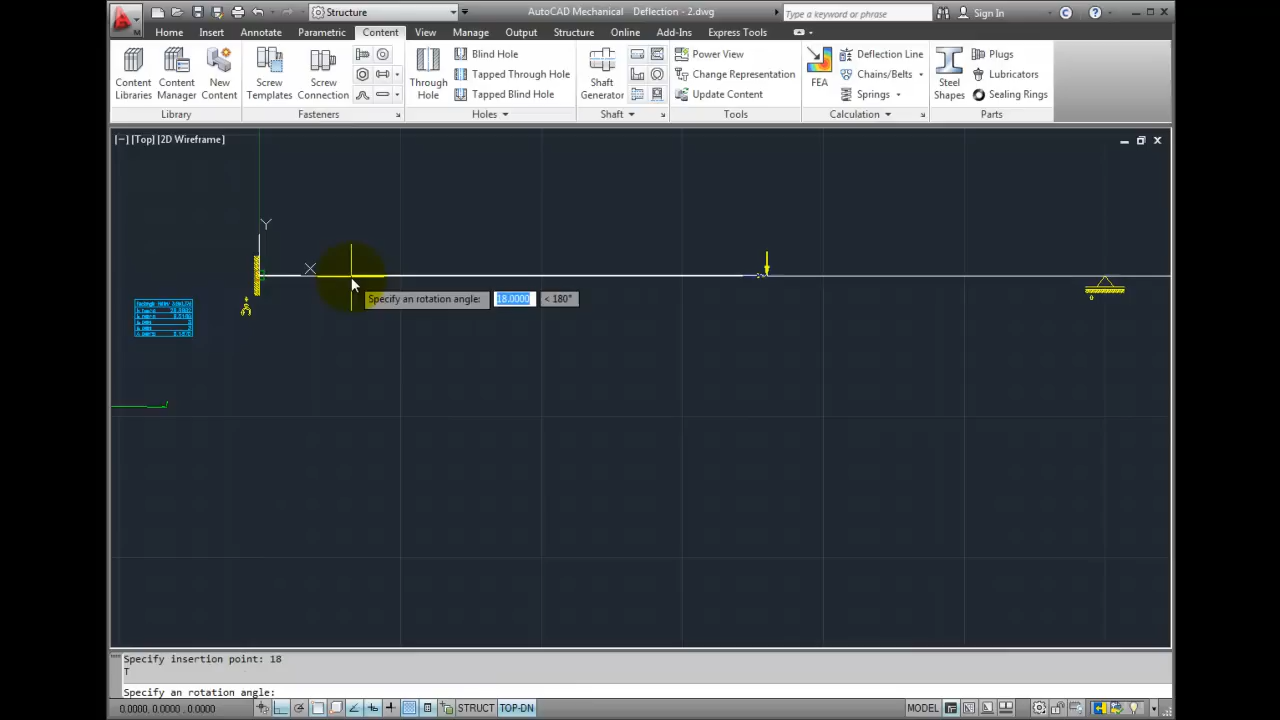 Structure
AutoCAD Mechanical Deflection - 2.dwg
Type a keyword or phrase
Sign In
Home Insert Annotate Parametric Content View Manage Output Structure Online Add-Ins Express Tools
Content Libraries
Content Manager
New Content
Library
Screw Templates
Screw Connection
Fasteners
Through Hole
Blind Hole
Tapped Through Hole
Tapped Blind Hole
Holes
Shaft Generator
Shaft
Power View
Change Representation
Update Content
Tools
FEA
Deflection Line
Chains/Belts
Springs
Calculation
Steel Shapes
Plugs
Lubricators
Sealing Rings
Parts
[−] [Top] [2D Wireframe]
Y
X
Specify an rotation angle: 18.0000 < 180°
Specify insertion point: 18
T
Specify an rotation angle:
0.0000, 0.0000 , 0.0000
STRUCT TOP-DN
MODEL